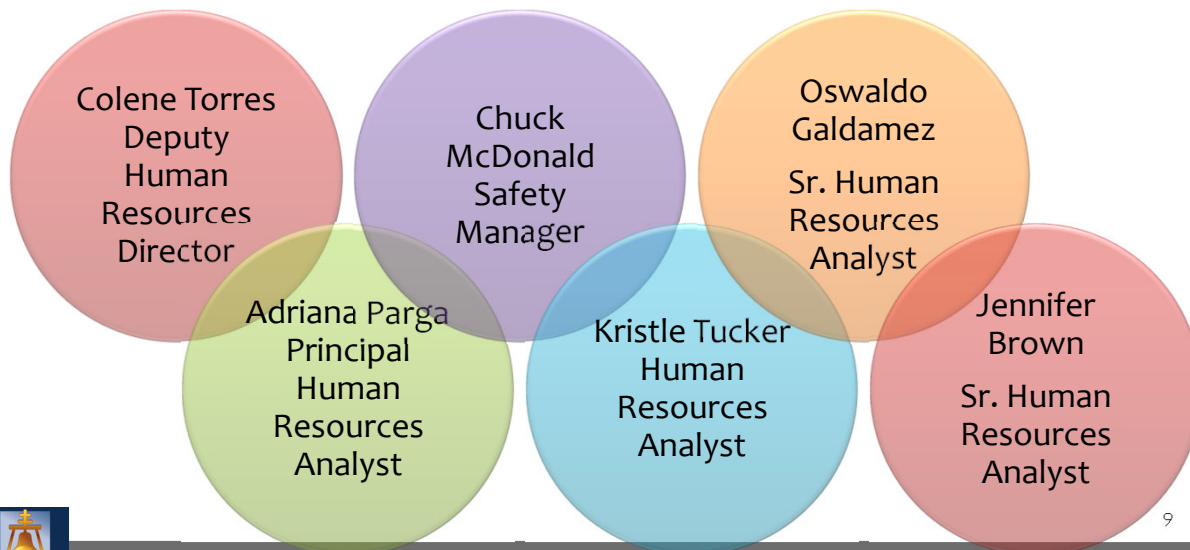 Colene Torres
Deputy
Human
Resources
Director
Chuck
McDonald
Safety
Manager
Oswaldo
Galdamez
Sr. Human
Resources
Analyst
Adriana Parga
Principal
Human
Resources
Analyst
Kristle Tucker
Human
Resources
Analyst
Jennifer
Brown
Sr. Human
Resources
Analyst
9